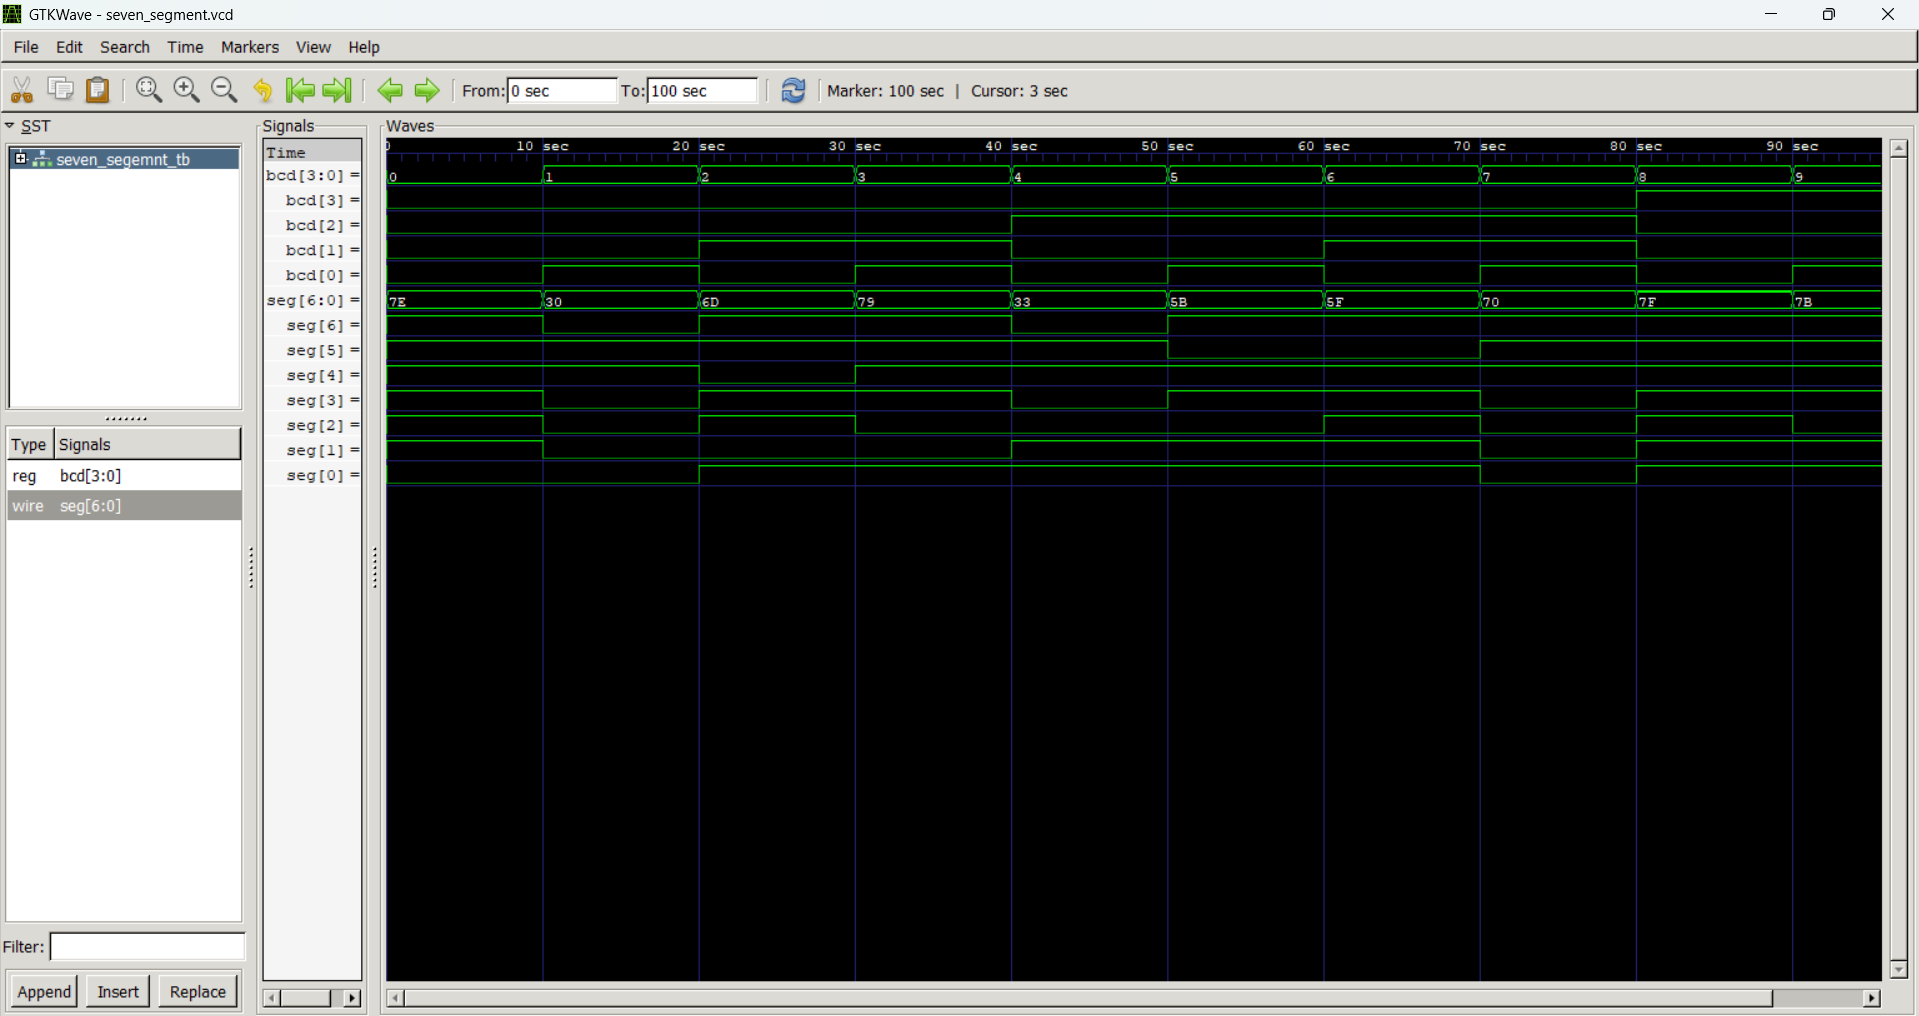 GTKWave - seven_segment.vcd
File Edit Search Time Markers View Help
From: 0 sec To: 100 sec Marker: 100 sec | Cursor: 3 sec
SST
seven_segemnt_tb
Type Signals
reg bcd[3:0]
wire seg[6:0]
Filter:
Append Insert Replace
Signals
Time
bcd[3:0] =
bcd[3] =
bcd[2] =
bcd[1] =
bcd[0] =
seg[6:0] =
seg[6] =
seg[5] =
seg[4] =
seg[3] =
seg[2] =
seg[1] =
seg[0] =
Waves
10 sec 20 sec 30 sec 40 sec 50 sec 60 sec 70 sec 80 sec 90 sec
0 1 2 3 4 5 6 7 8 9
7E 30 6D 79 33 5B 5F 70 7F 7B